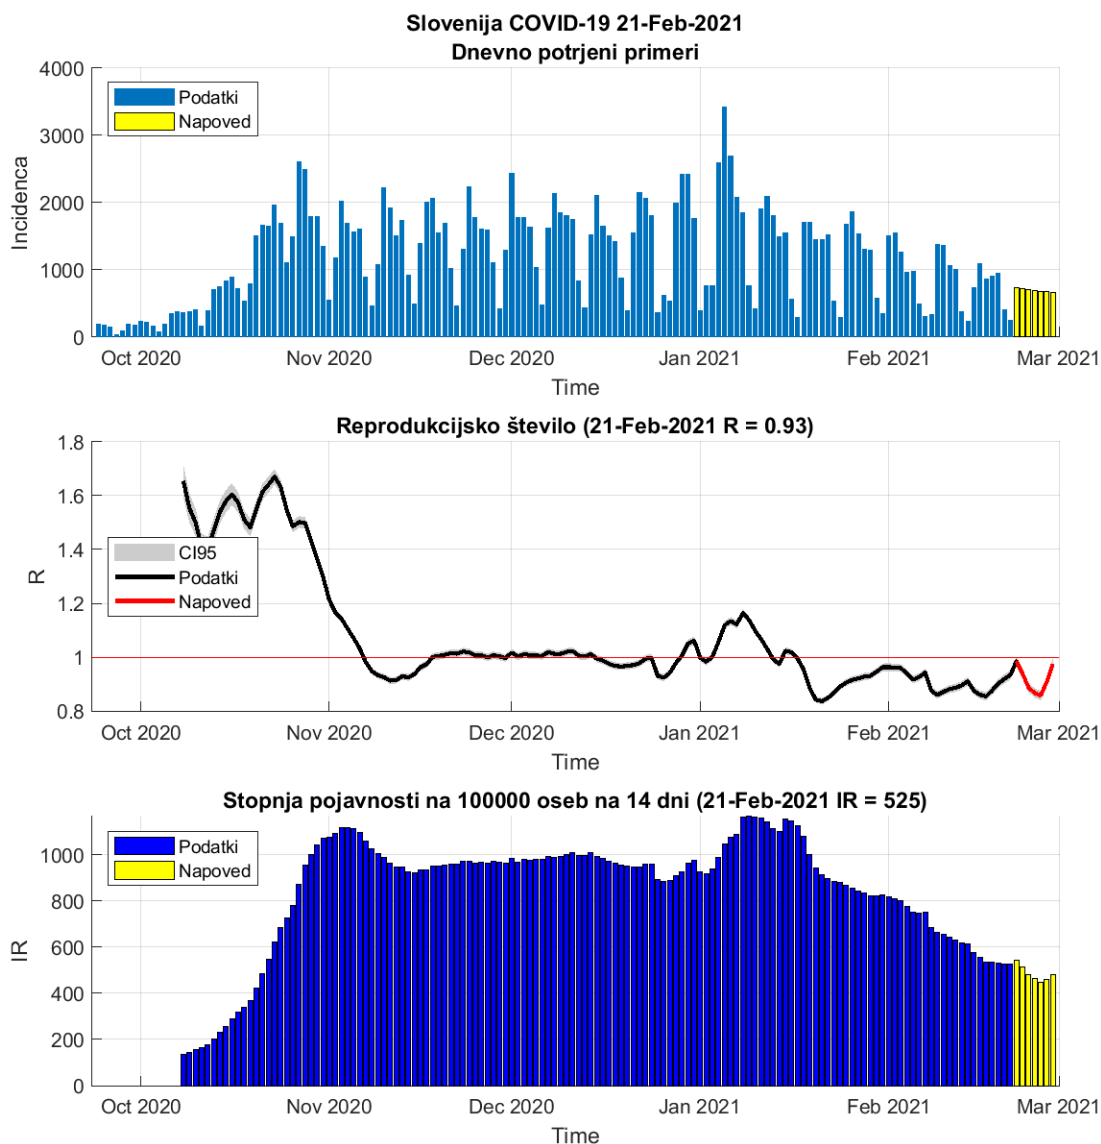 Slovenija COVID-19 21-Feb-2021
Dnevno potrjeni primeri
4000
3000
2000
1000
0
Incidenca
Podatki
Napoved
Oct 2020 Nov 2020 Dec 2020 Jan 2021 Feb 2021 Mar 2021
Time
Reprodukcijsko število (21-Feb-2021 R = 0.93)
1.8
1.6
1.4
1.2
1
0.8
R
CI95
Podatki
Napoved
Oct 2020 Nov 2020 Dec 2020 Jan 2021 Feb 2021 Mar 2021
Time
Stopnja pojavnosti na 100000 oseb na 14 dni (21-Feb-2021 IR = 525)
1000
800
600
400
200
0
IR
Podatki
Napoved
Oct 2020 Nov 2020 Dec 2020 Jan 2021 Feb 2021 Mar 2021
Time